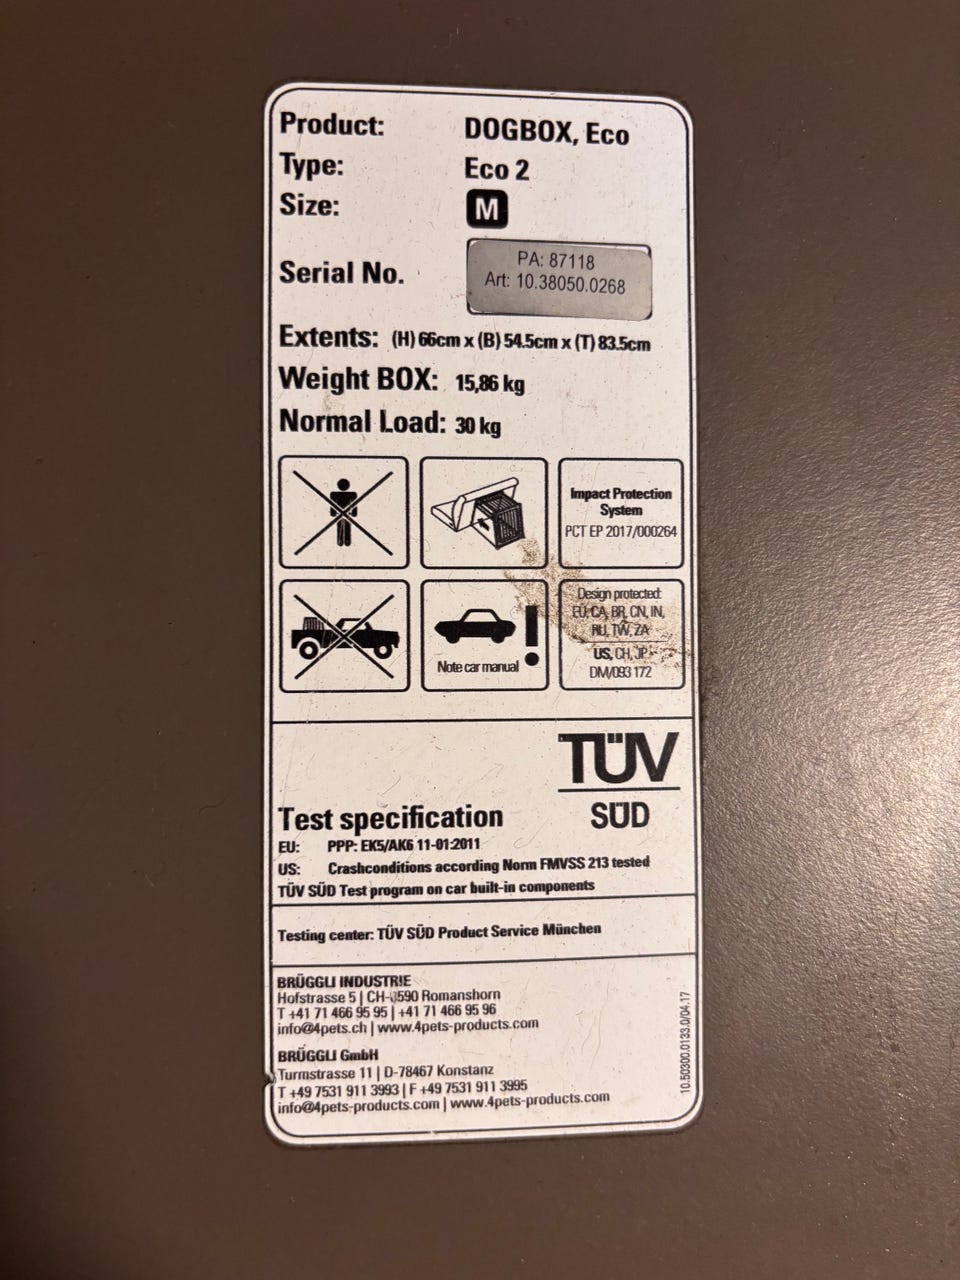 Product: DOGBOX, Eco
Type: Eco 2
Size: M
Serial No.
PA: 87118
Art: 10.38050.0268
Extents: (H) 66cm x (B) 54.5cm x (T) 83.5cm
Weight BOX: 15,86 kg
Normal Load: 30 kg
Impact Protection
System
PCT EP 2017/000264
Note car manual !
Design protected:
EU, CA, BR, CN, IN,
RU, TW, ZA
US, CH, JP
DM/093 172
TÜV
SÜD
Test specification
EU: PPP: EK5/AK6 11-01:2011
US: Crashconditions according Norm FMVSS 213 tested
TÜV SÜD Test program on car built-in components
Testing center: TÜV SÜD Product Service München
BRÜGGLI INDUSTRIE
Hofstrasse 5 | Romanshorn
T +41 71 466 95 95 | +41 71 466 95 96
info@4pets.ch | www.4pets-products.com
BRÜGGLI GmbH
Turmstrasse 11 | D-78467 Konstanz
T +49 7531 911 3993 | F +49 7531 911 3995
info@4pets-products.com | www.4pets-products.com
10.50300.0133.0/04.17